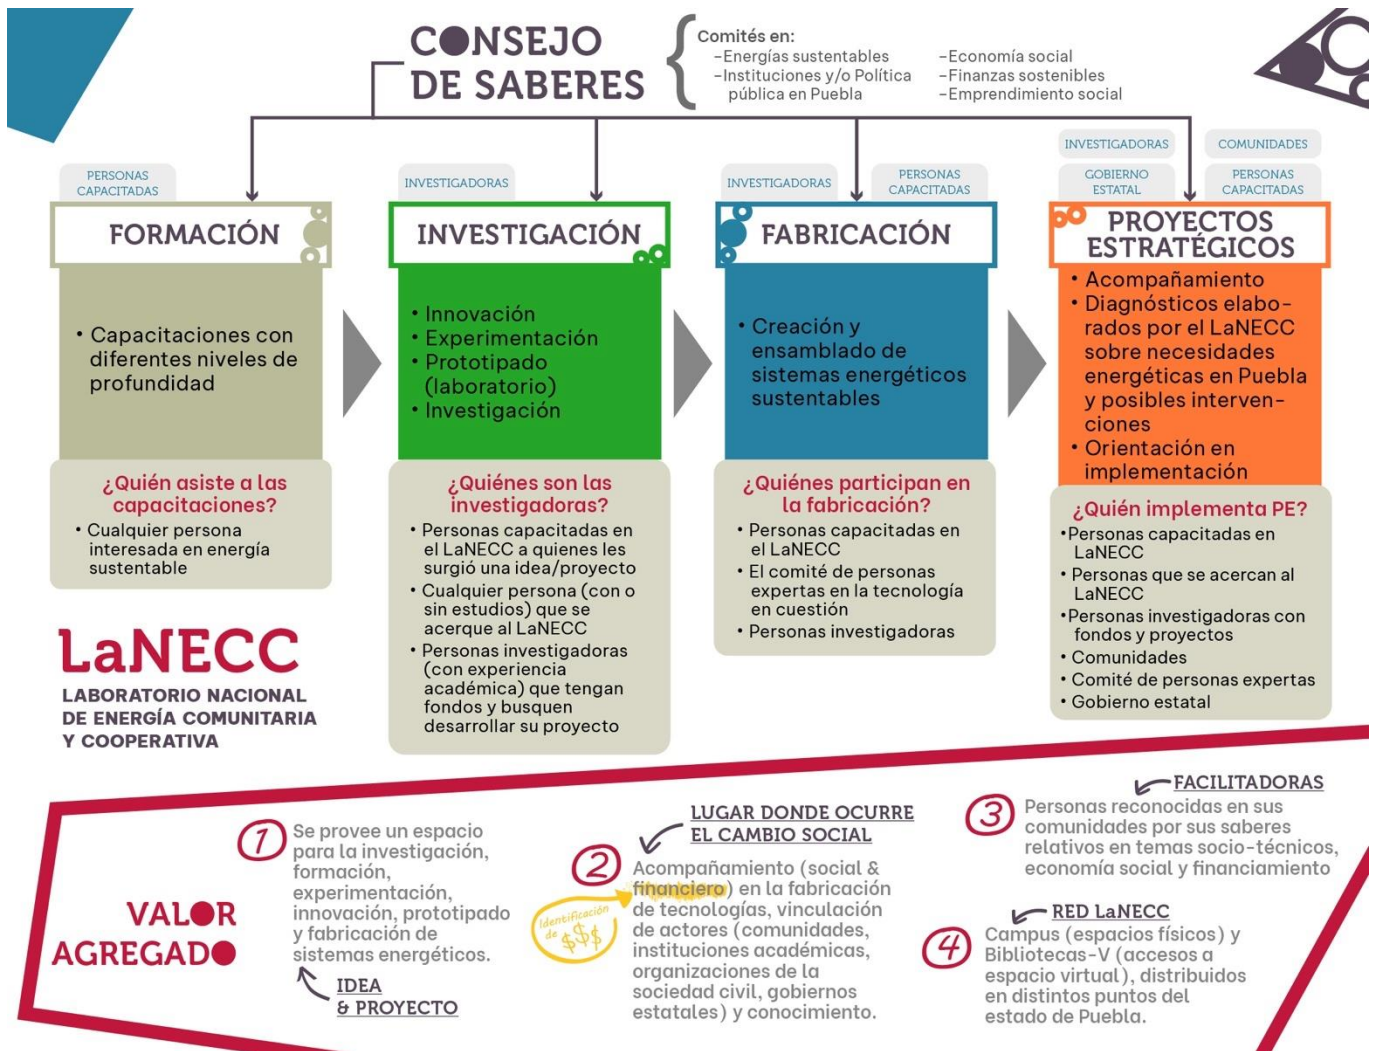 CONSEJO
DE SABERES
Comités en:
–Energías sustentables
–Instituciones y/o Política
pública en Puebla
–Economía social
–Finanzas sostenibles
–Emprendimiento social
PERSONAS
CAPACITADAS
FORMACIÓN
• Capacitaciones con
diferentes niveles de
profundidad
¿Quién asiste a las
capacitaciones?
• Cualquier persona
interesada en energía
sustentable
INVESTIGADORAS
INVESTIGACIÓN
• Innovación
• Experimentación
• Prototipado
(laboratorio)
• Investigación
¿Quiénes son las
investigadoras?
• Personas capacitadas en
el LaNECC a quienes les
surgió una idea/proyecto
• Cualquier persona (con o
sin estudios) que se
acerque al LaNECC
• Personas investigadoras
(con experiencia
académica) que tengan
fondos y busquen
desarrollar su proyecto
INVESTIGADORAS
PERSONAS
CAPACITADAS
FABRICACIÓN
• Creación y
ensamblado de
sistemas energéticos
sustentables
¿Quiénes participan en
la fabricación?
• Personas capacitadas en
el LaNECC
• El comité de personas
expertas en la tecnología
en cuestión
• Personas investigadoras
INVESTIGADORAS
COMUNIDADES
GOBIERNO
ESTATAL
PERSONAS
CAPACITADAS
PROYECTOS
ESTRATÉGICOS
• Acompañamiento
• Diagnósticos elabo-
rados por el LaNECC
sobre necesidades
energéticas en Puebla
y posibles interven-
ciones
• Orientación en
implementación
¿Quién implementa PE?
•Personas capacitadas en
LaNECC
• Personas que se acercan al
LaNECC
•Personas investigadoras con
fondos y proyectos
• Comunidades
• Comité de personas expertas
• Gobierno estatal
LaNECC
LABORATORIO NACIONAL
DE ENERGÍA COMUNITARIA
Y COOPERATIVA
VALOR
AGREGADO
1
Se provee un espacio
para la investigación,
formación,
experimentación,
innovación, prototipado
y fabricación de
sistemas energéticos.
IDEA
& PROYECTO
LUGAR DONDE OCURRE
EL CAMBIO SOCIAL
2
Acompañamiento (social &
financiero) en la fabricación
de tecnologías, vinculación
de actores (comunidades,
instituciones académicas,
organizaciones de la
sociedad civil, gobiernos
estatales) y conocimiento.
Identificación
de $$$
FACILITADORAS
3
Personas reconocidas en sus
comunidades por sus saberes
relativos en temas socio-técnicos,
economía social y financiamiento
RED LaNECC
4
Campus (espacios físicos) y
Bibliotecas-V (accesos a
espacio virtual), distribuidos
en distintos puntos del
estado de Puebla.